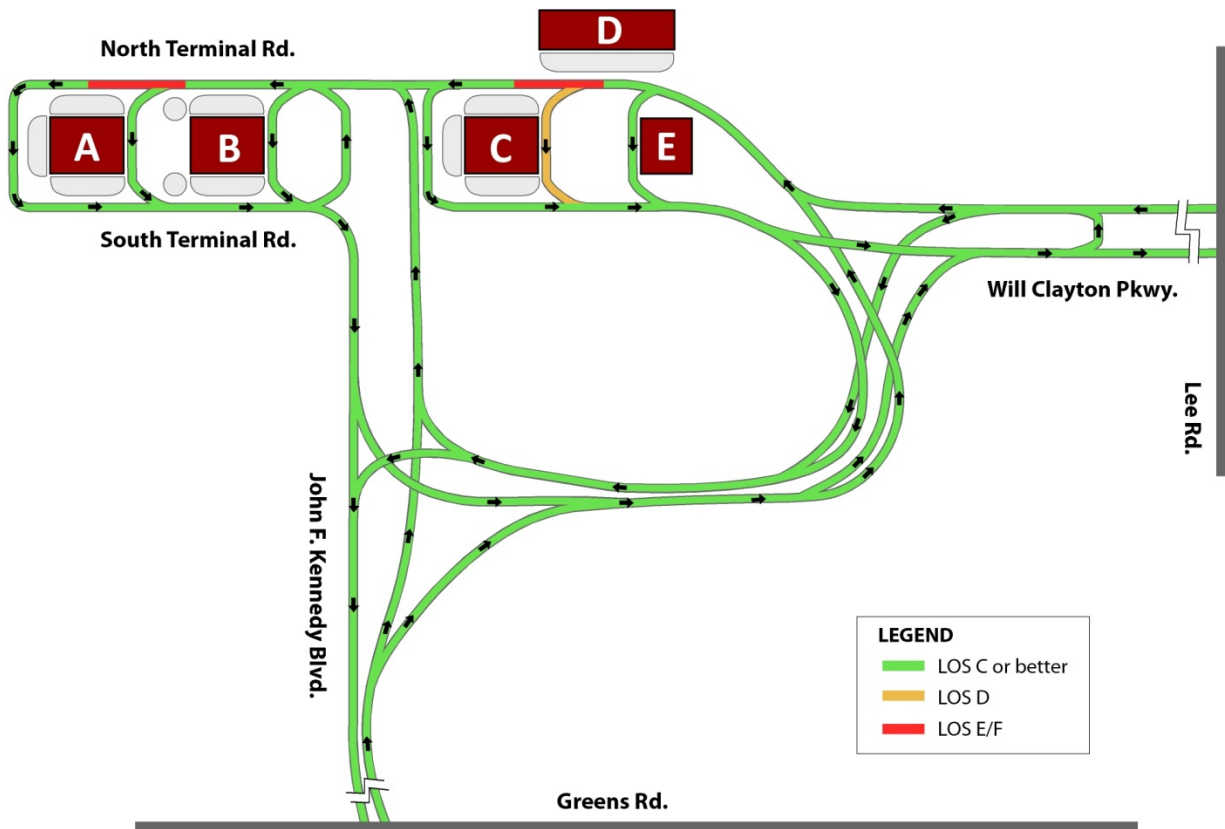 D
North Terminal Rd.
A
B
C
E
South Terminal Rd.
Will Clayton Pkwy.
Lee Rd.
John F. Kennedy Blvd.
LEGEND
LOS C or better
LOS D
LOS E/F
Greens Rd.